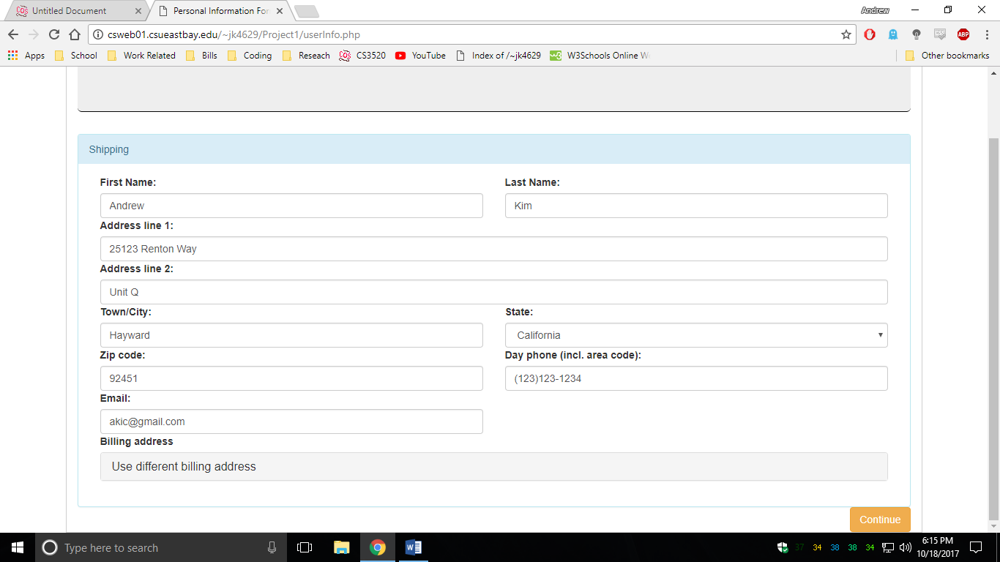 Untitled Document
Personal Information For
Andrew
csweb01.csueastbay.edu/~jk4629/Project1/userInfo.php
CSF
ABP
Apps School Work Related Bills Coding Reseach CS3520 YouTube Index of /~jk4629 W3Schools Online W Other bookmarks
Shipping
First Name: Last Name:
Andrew Kim
Address line 1:
25123 Renton Way
Address line 2:
Unit Q
Town/City: State:
Hayward California
Zip code: Day phone (incl. area code):
92451 (123)123-1234
Email:
akic@gmail.com
Billing address
Use different billing address
Continue
Type here to search
37 34 38 38 34
6:15 PM
10/18/2017